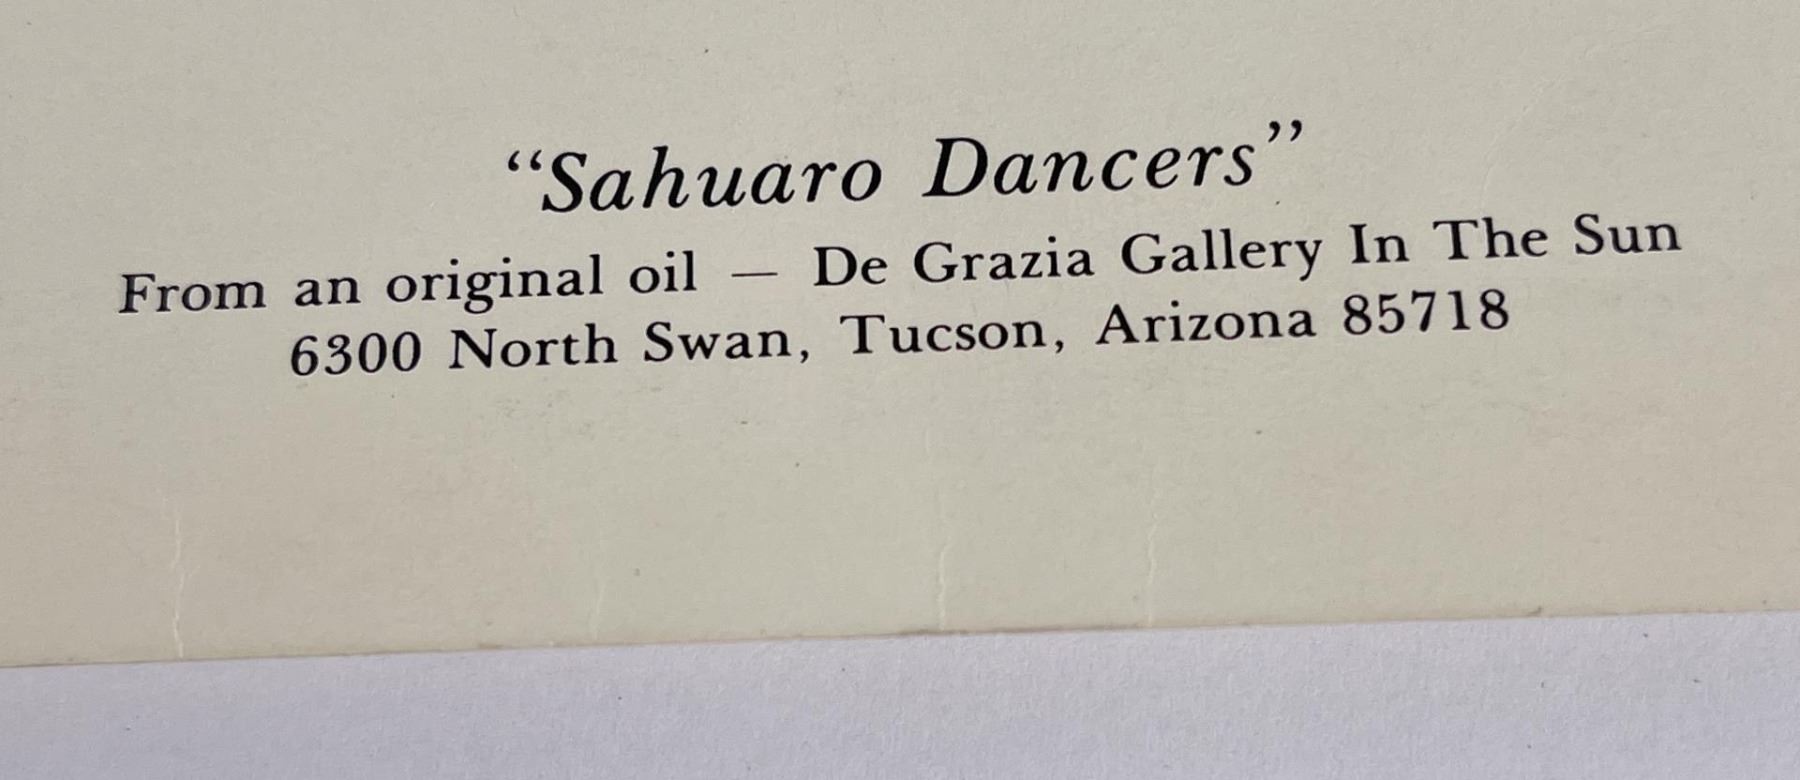 “Sahuaro Dancers”
From an original oil — De Grazia Gallery In The Sun
6300 North Swan, Tucson, Arizona 85718